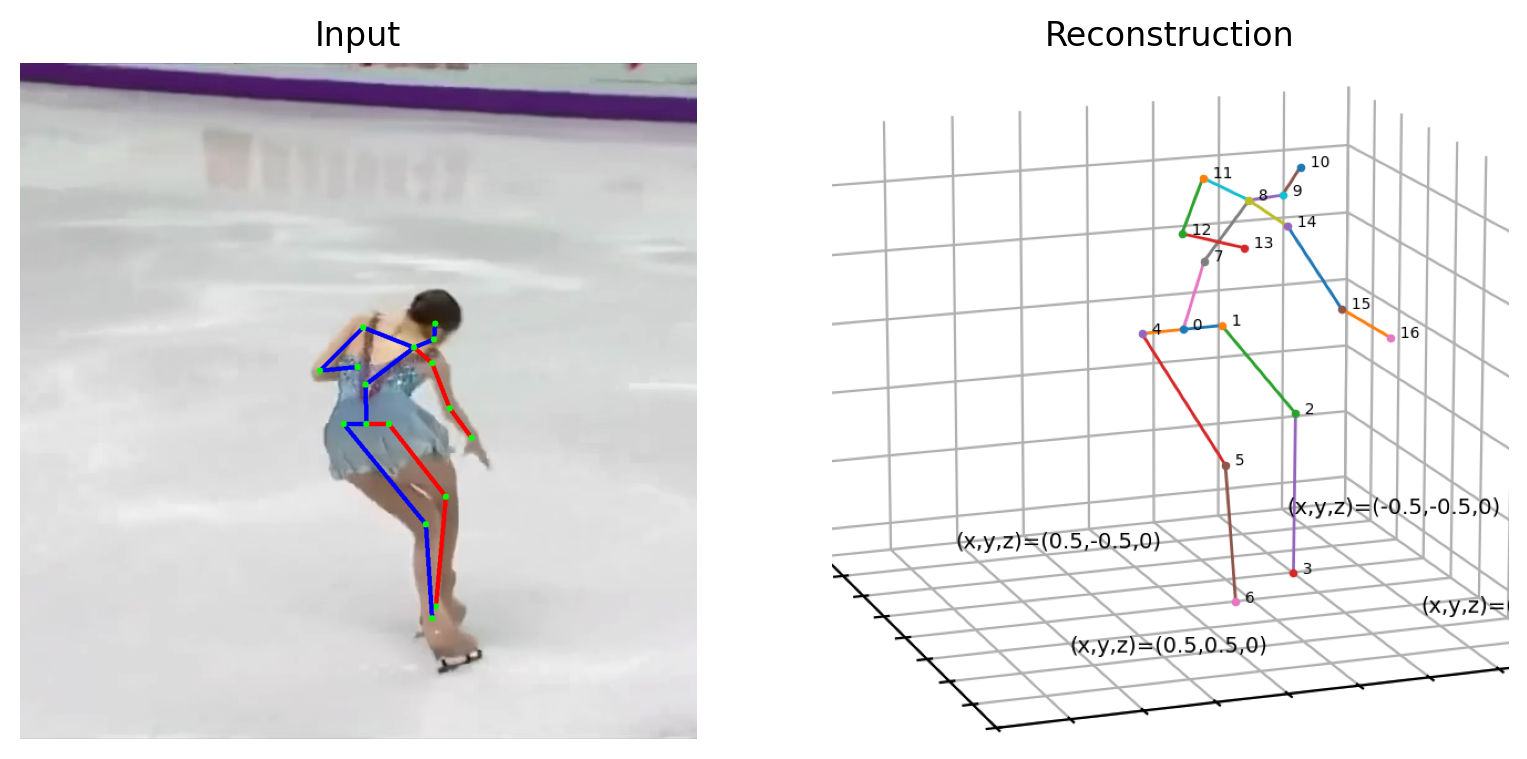 Input
Reconstruction
10
11
9
8
14
12
13
7
15
1
0
4
16
2
5
(x,y,z)=(-0.5,-0.5,0)
(x,y,z)=(0.5,-0.5,0)
3
6
(x,y,z)=(
(x,y,z)=(0.5,0.5,0)